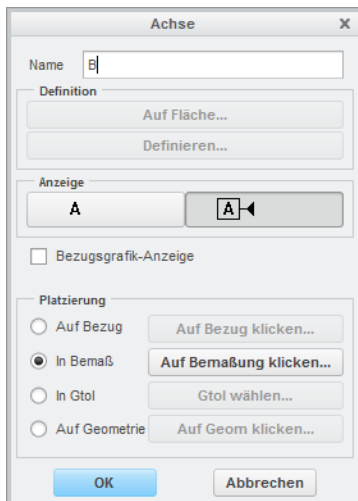 Achse
Name B
Definition
Auf Fläche...
Definieren...
Anzeige
A A
Bezugsgrafik-Anzeige
Platzierung
Auf Bezug Auf Bezug klicken...
In Bemaß Auf Bemaßung klicken...
In Gtol Gtol wählen...
Auf Geometrie Auf Geom klicken...
OK Abbrechen